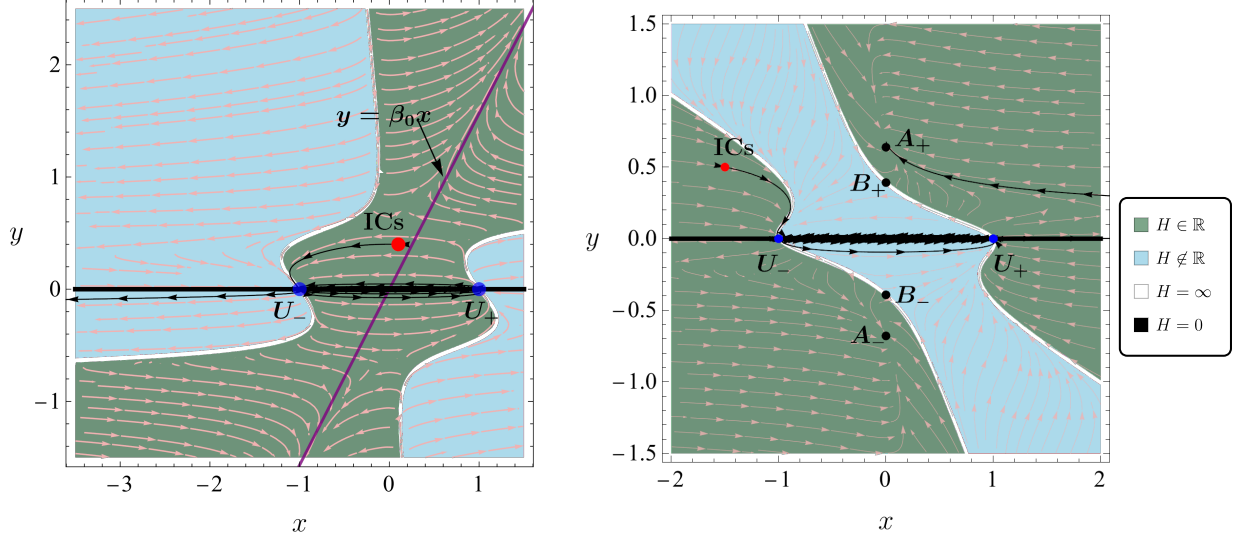 2
1
0
−1
y
−3
−2
−1
0
1
x
y = β₀x
ICs
U₋
U₊
1.5
1.0
0.5
0.0
−0.5
−1.0
−1.5
y
−2
−1
0
1
2
x
ICs
A₊
B₊
U₋
U₊
B₋
A₋
H ∈ ℝ
H ∉ ℝ
H = ∞
H = 0